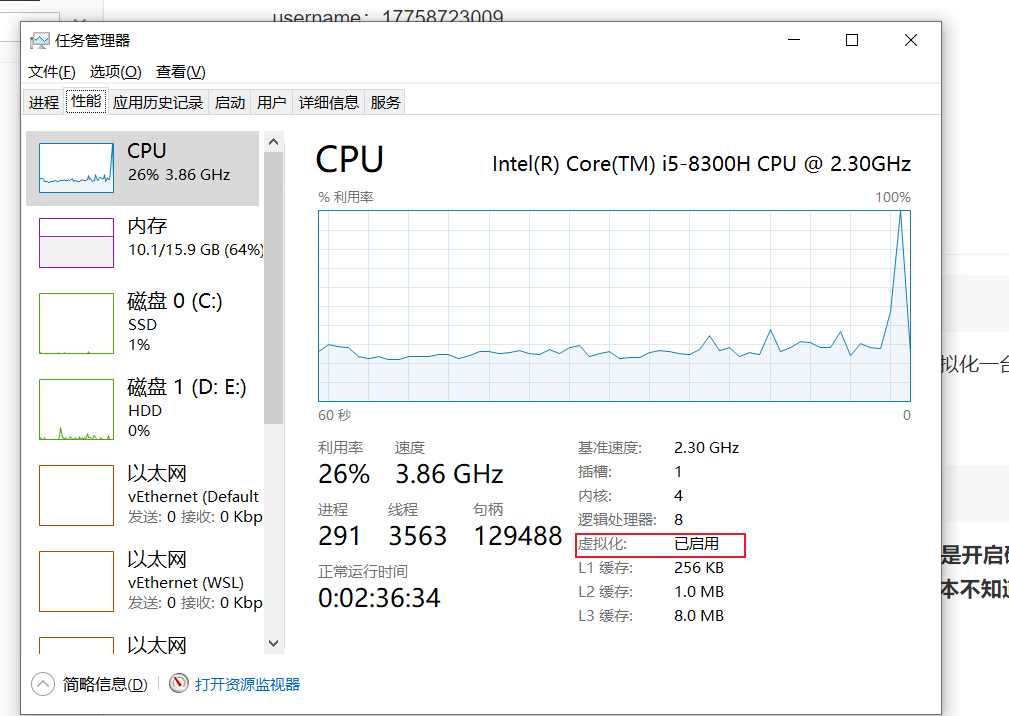 username：17758723009
任务管理器
文件(F) 选项(O) 查看(V)
进程 性能 应用历史记录 启动 用户 详细信息 服务
CPU
26% 3.86 GHz
内存
10.1/15.9 GB (64%)
磁盘 0 (C:)
SSD
1%
磁盘 1 (D: E:)
HDD
0%
以太网
vEthernet (Default
发送: 0 接收: 0 Kbp
以太网
vEthernet (WSL)
发送: 0 接收: 0 Kbp
以太网
CPU Intel(R) Core(TM) i5-8300H CPU @ 2.30GHz
% 利用率 100%
60 秒 0
利用率 速度
26% 3.86 GHz
进程 线程 句柄
291 3563 129488
正常运行时间
0:02:36:34
基准速度: 2.30 GHz
插槽: 1
内核: 4
逻辑处理器: 8
虚拟化: 已启用
L1 缓存: 256 KB
L2 缓存: 1.0 MB
L3 缓存: 8.0 MB
拟化一台
是开启
本不知道
简略信息(D) 打开资源监视器